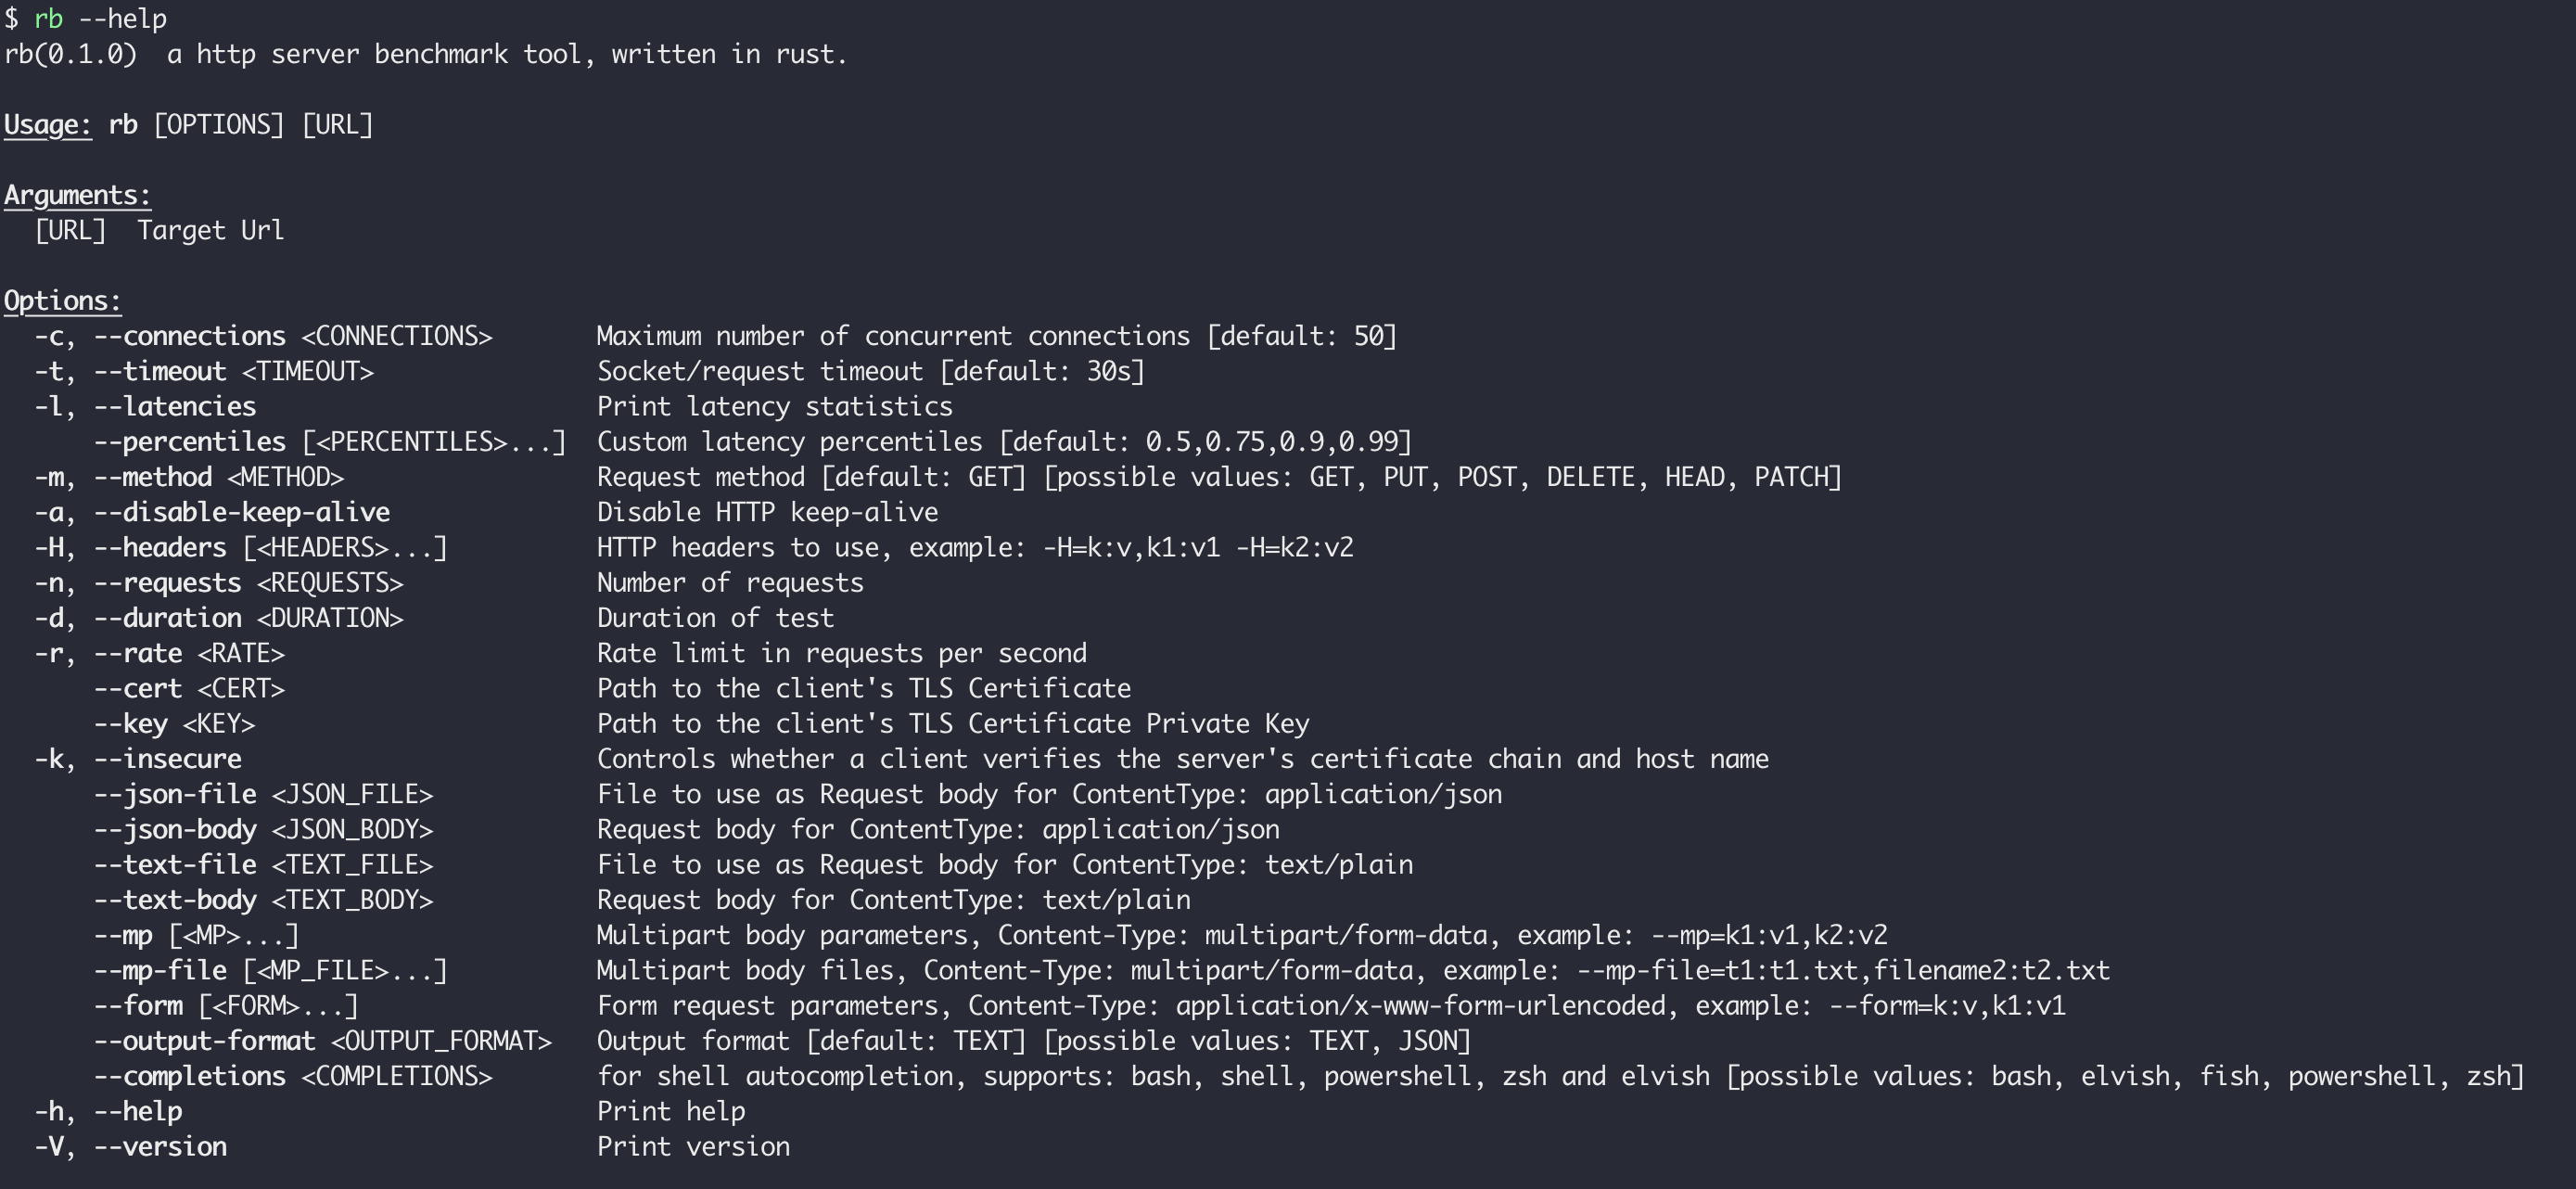 $ rb --help
rb(0.1.0)  a http server benchmark tool, written in rust.

Usage: rb [OPTIONS] [URL]

Arguments:
  [URL]  Target Url

Options:
  -c, --connections <CONNECTIONS>       Maximum number of concurrent connections [default: 50]
  -t, --timeout <TIMEOUT>               Socket/request timeout [default: 30s]
  -l, --latencies                       Print latency statistics
      --percentiles [<PERCENTILES>...]  Custom latency percentiles [default: 0.5,0.75,0.9,0.99]
  -m, --method <METHOD>                 Request method [default: GET] [possible values: GET, PUT, POST, DELETE, HEAD, PATCH]
  -a, --disable-keep-alive              Disable HTTP keep-alive
  -H, --headers [<HEADERS>...]          HTTP headers to use, example: -H=k:v,k1:v1 -H=k2:v2
  -n, --requests <REQUESTS>             Number of requests
  -d, --duration <DURATION>             Duration of test
  -r, --rate <RATE>                     Rate limit in requests per second
      --cert <CERT>                     Path to the client's TLS Certificate
      --key <KEY>                       Path to the client's TLS Certificate Private Key
  -k, --insecure                        Controls whether a client verifies the server's certificate chain and host name
      --json-file <JSON_FILE>           File to use as Request body for ContentType: application/json
      --json-body <JSON_BODY>           Request body for ContentType: application/json
      --text-file <TEXT_FILE>           File to use as Request body for ContentType: text/plain
      --text-body <TEXT_BODY>           Request body for ContentType: text/plain
      --mp [<MP>...]                    Multipart body parameters, Content-Type: multipart/form-data, example: --mp=k1:v1,k2:v2
      --mp-file [<MP_FILE>...]          Multipart body files, Content-Type: multipart/form-data, example: --mp-file=t1:t1.txt,filename2:t2.txt
      --form [<FORM>...]                Form request parameters, Content-Type: application/x-www-form-urlencoded, example: --form=k:v,k1:v1
      --output-format <OUTPUT_FORMAT>   Output format [default: TEXT] [possible values: TEXT, JSON]
      --completions <COMPLETIONS>       for shell autocompletion, supports: bash, shell, powershell, zsh and elvish [possible values: bash, elvish, fish, powershell, zsh]
  -h, --help                            Print help
  -V, --version                         Print version